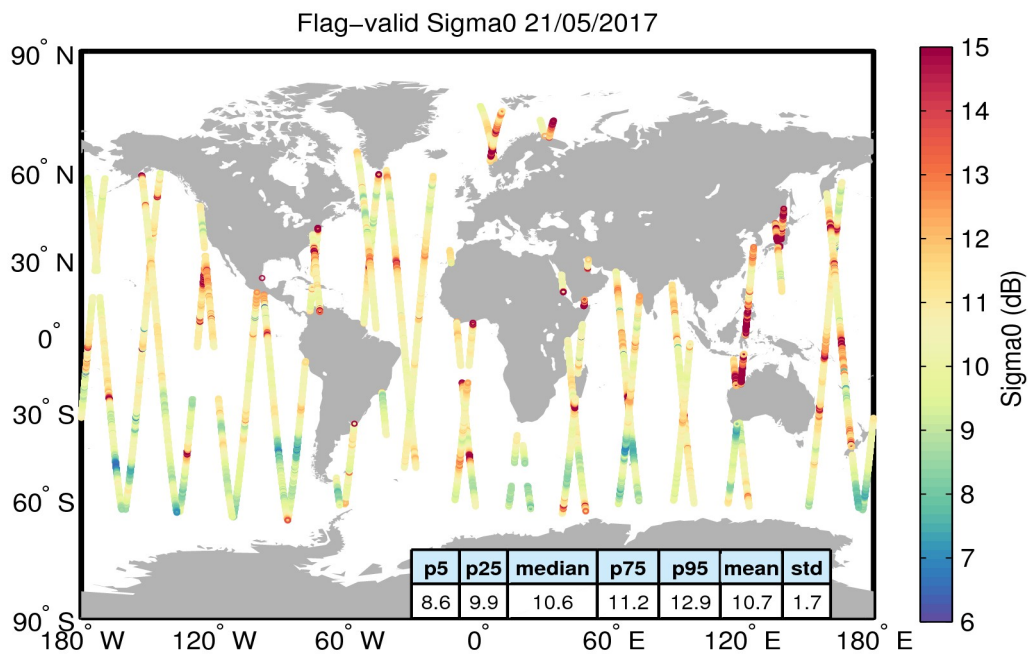 Flag−valid Sigma0 21/05/2017
90° N
60° N
30° N
0°
30° S
60° S
90° S
180° W
120° W
60° W
0°
60° E
120° E
180° E
p5 p25 median p75 p95 mean std
8.6 9.9 10.6 11.2 12.9 10.7 1.7
15
14
13
12
11
10
9
8
7
6
Sigma0 (dB)